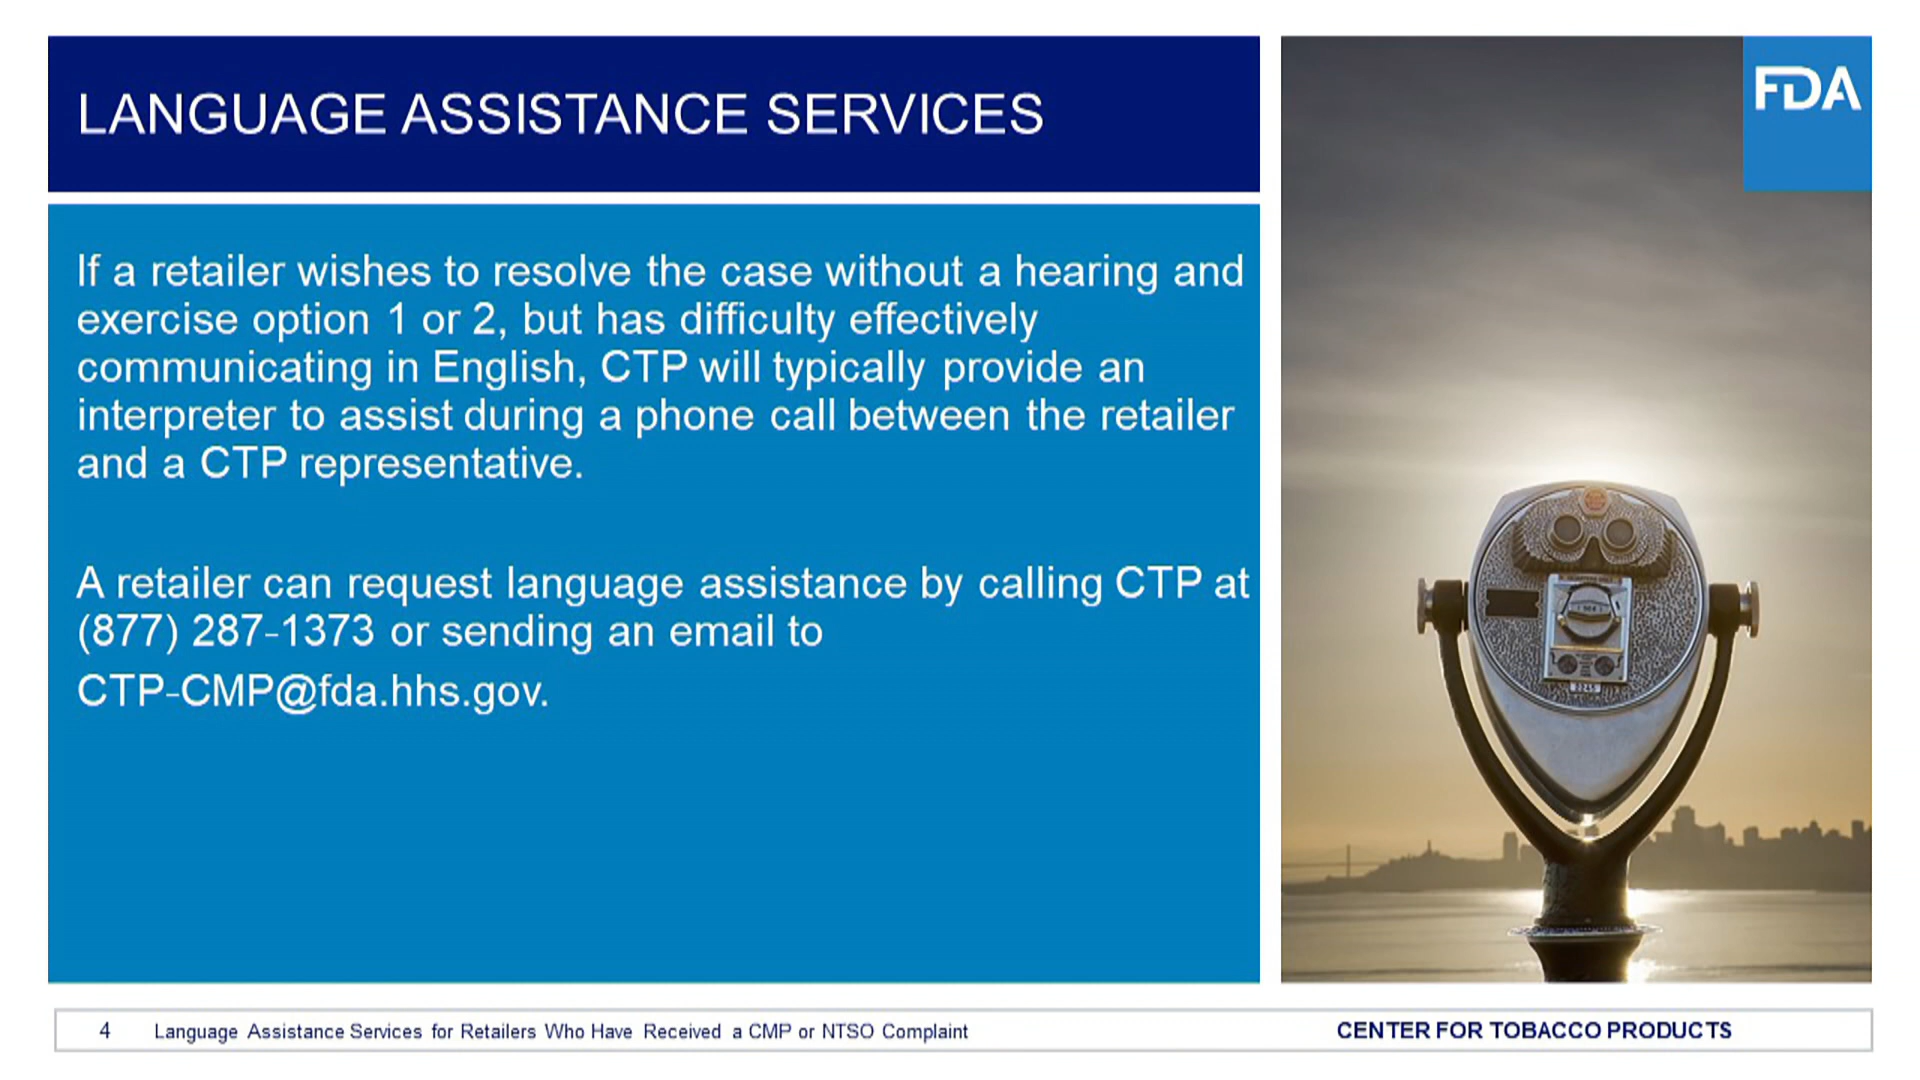 LANGUAGE ASSISTANCE SERVICES
FDA
If a retailer wishes to resolve the case without a hearing and
exercise option 1 or 2, but has difficulty effectively
communicating in English, CTP will typically provide an
interpreter to assist during a phone call between the retailer
and a CTP representative.
A retailer can request language assistance by calling CTP at
(877) 287-1373 or sending an email to
CTP-CMP@fda.hhs.gov.
4 Language Assistance Services for Retailers Who Have Received a CMP or NTSO Complaint
CENTER FOR TOBACCO PRODUCTS